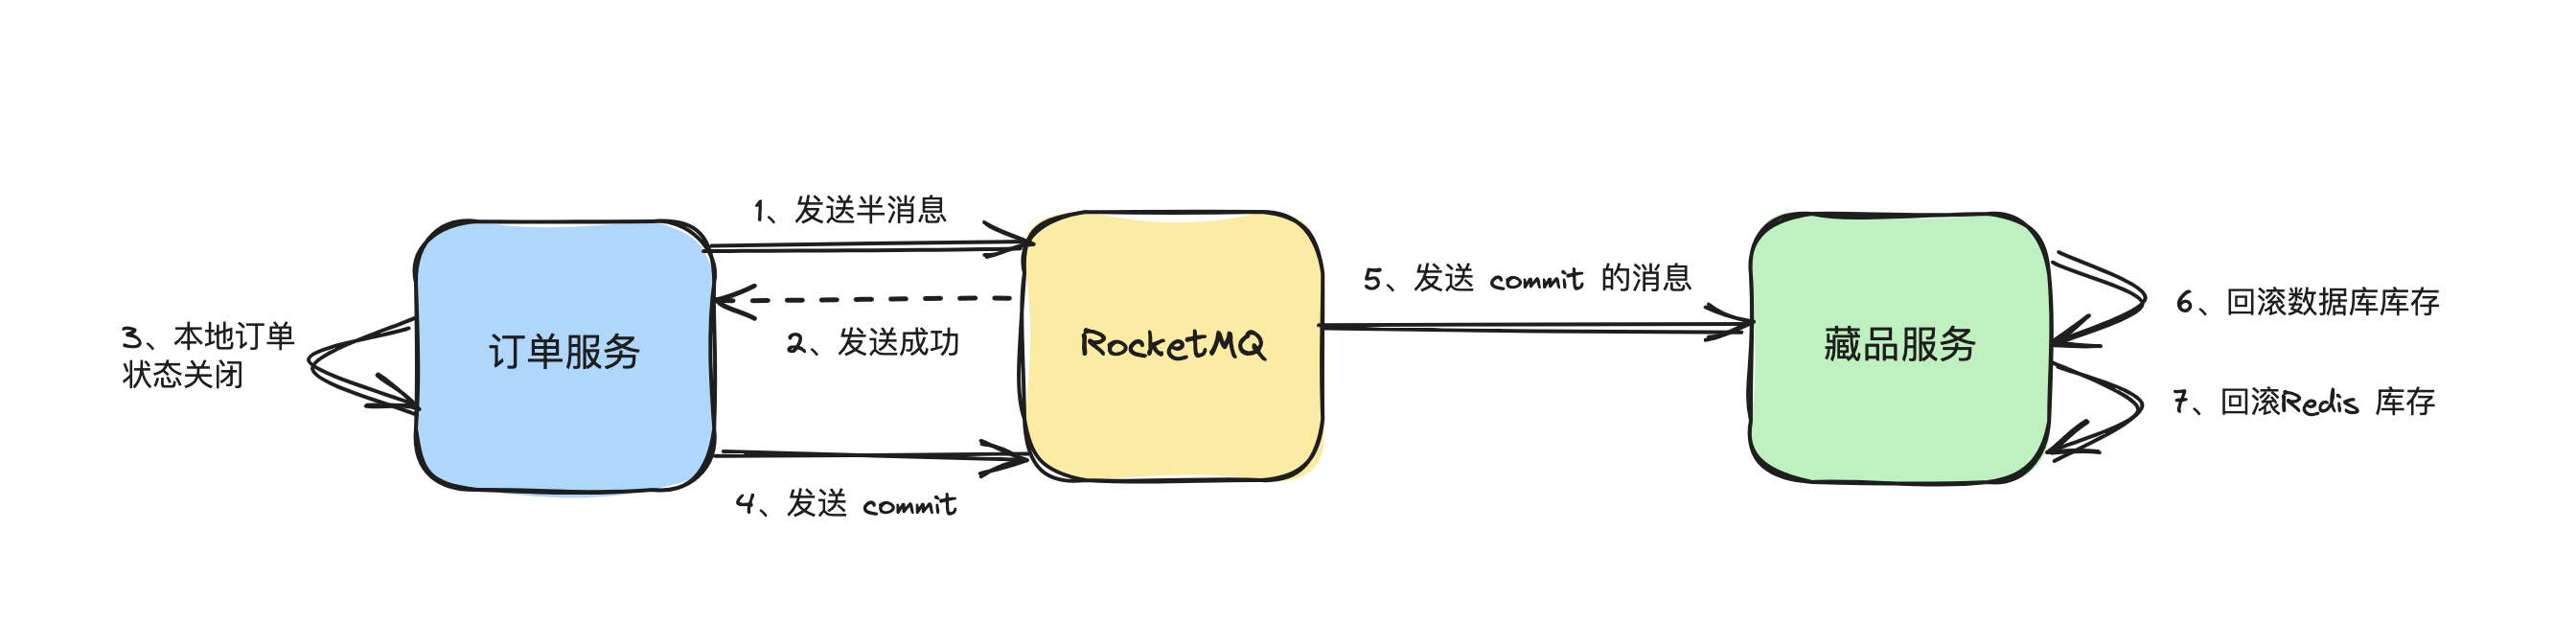 1、发送半消息
5、发送 commit 的消息
6、回滚数据库库存
3、本地订单
状态关闭
订单服务
2、发送成功
RocketMQ
藏品服务
7、回滚Redis 库存
4、发送 commit